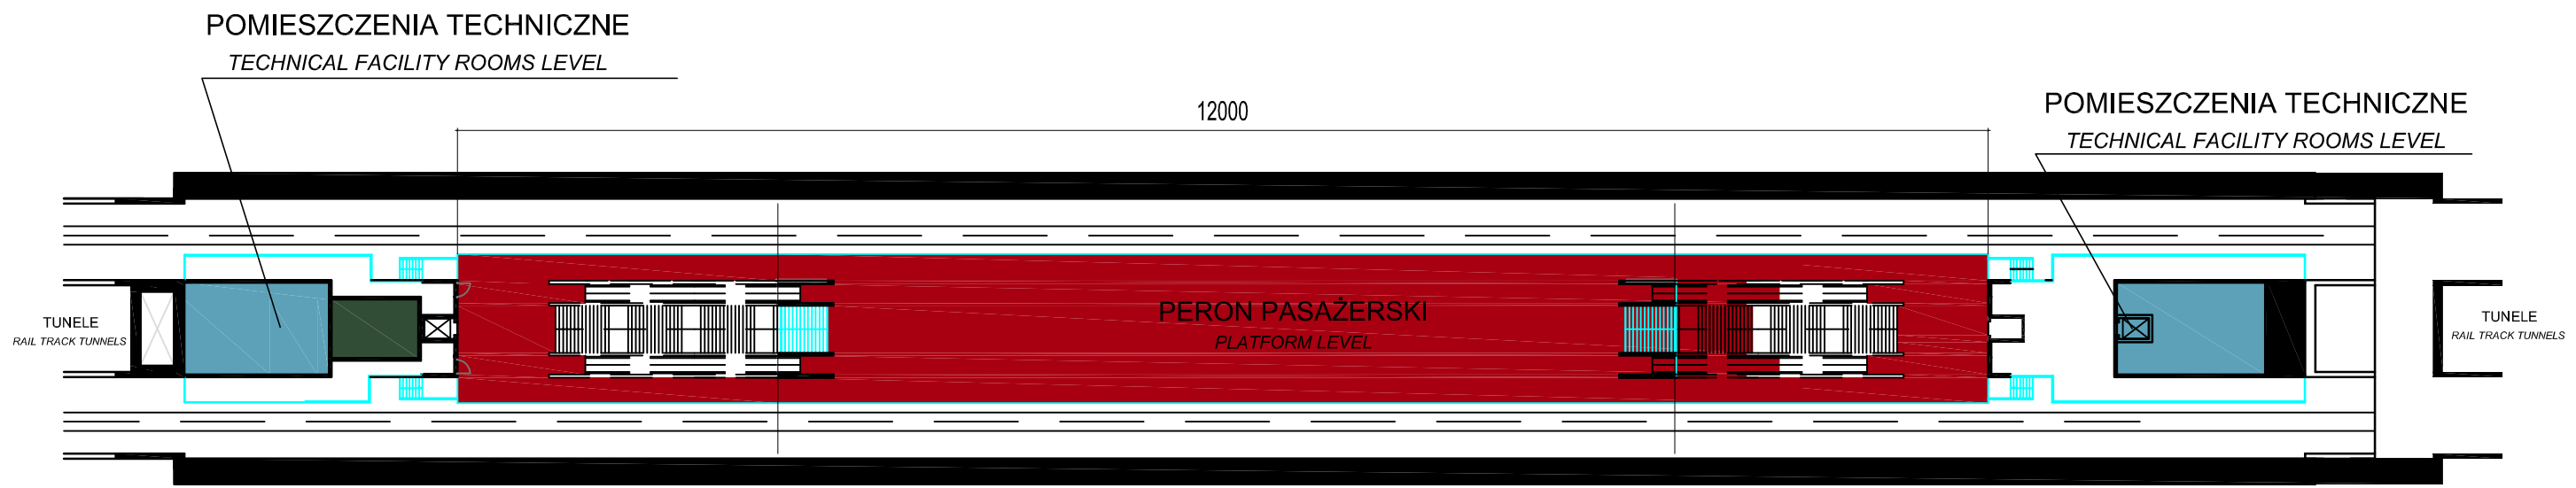 POMIESZCZENIA TECHNICZNE
TECHNICAL FACILITY ROOMS LEVEL
12000
POMIESZCZENIA TECHNICZNE
TECHNICAL FACILITY ROOMS LEVEL
TUNELE
RAIL TRACK TUNNELS
PERON PASAŻERSKI
PLATFORM LEVEL
TUNELE
RAIL TRACK TUNNELS